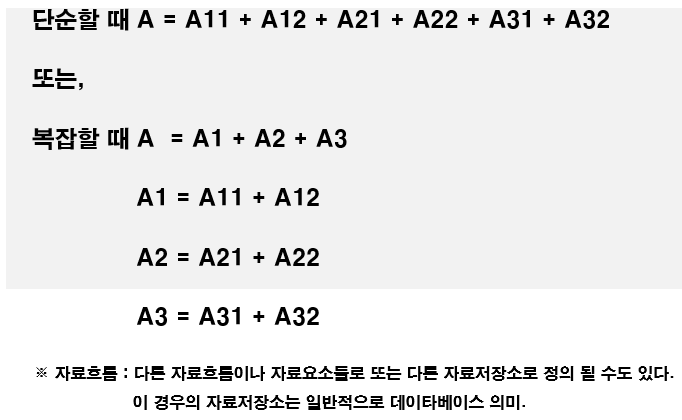 단순할 때 A = A11 + A12 + A21 + A22 + A31 + A32
또는,
복잡할 때 A = A1 + A2 + A3
A1 = A11 + A12
A2 = A21 + A22
A3 = A31 + A32
※ 자료흐름 : 다른 자료흐름이나 자료요소들로 또는 다른 자료저장소로 정의 될 수도 있다.
이 경우의 자료저장소는 일반적으로 데이타베이스 의미.